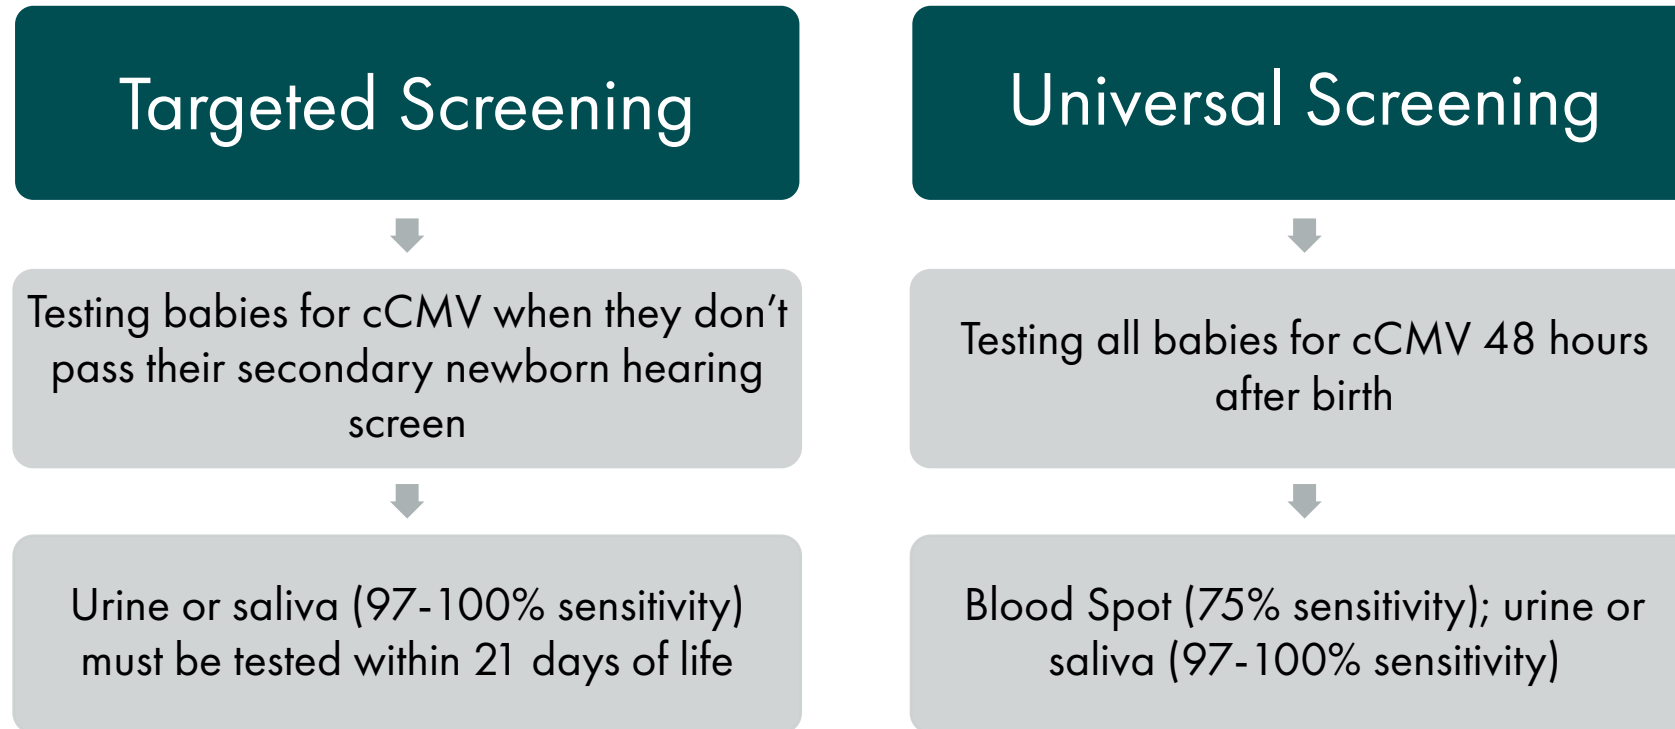 Targeted Screening
Testing babies for cCMV when they don’t
pass their secondary newborn hearing
screen
Urine or saliva (97-100% sensitivity)
must be tested within 21 days of life
Universal Screening
Testing all babies for cCMV 48 hours
after birth
Blood Spot (75% sensitivity); urine or
saliva (97-100% sensitivity)